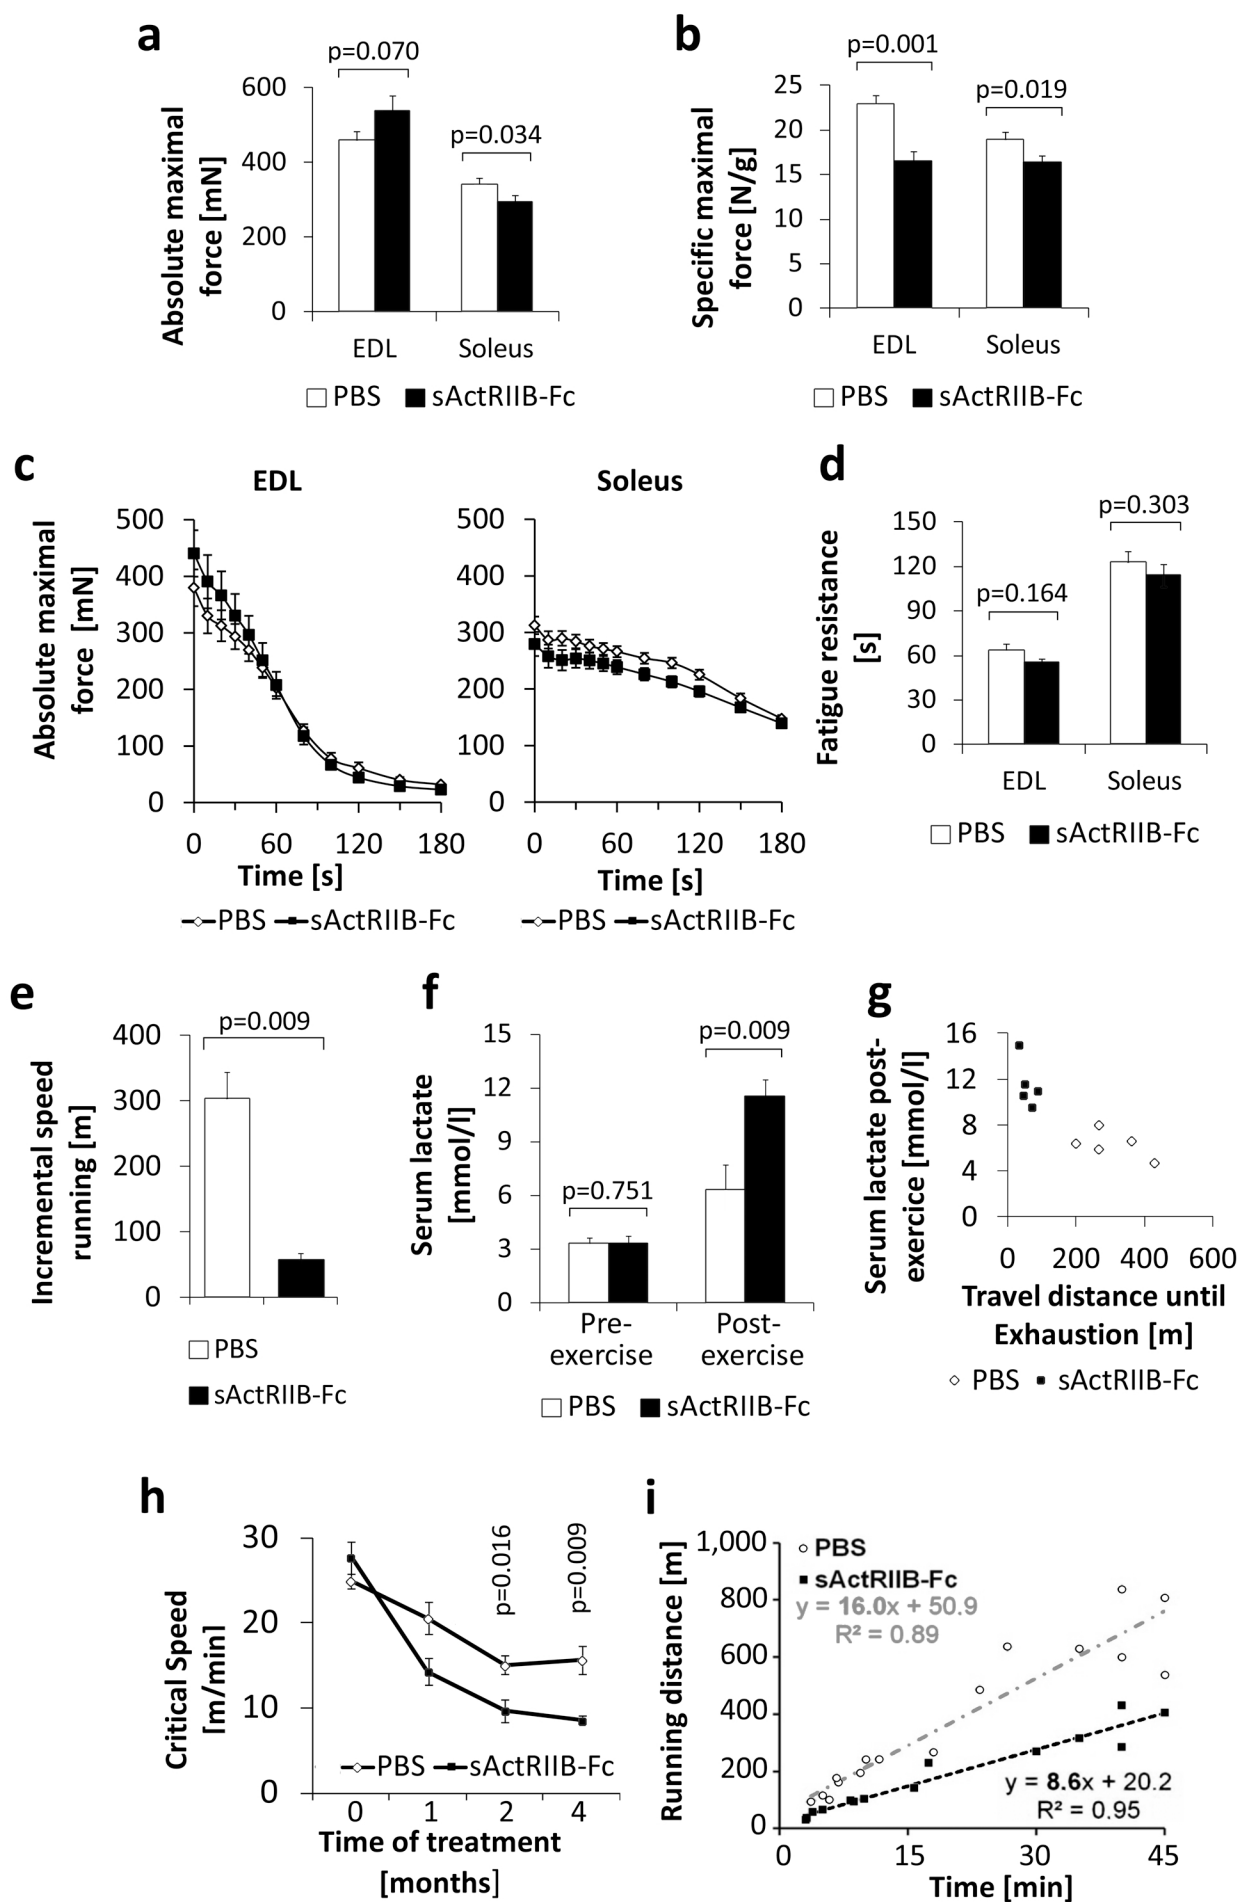 a
p=0.070
p=0.034
Absolute maximal
force [mN]
600
400
200
0
EDL
Soleus
PBS
sActRIIB-Fc
b
p=0.001
p=0.019
Specific maximal
force [N/g]
25
20
15
10
5
0
EDL
Soleus
PBS
sActRIIB-Fc
c
EDL
Absolute maximal
force [mN]
500
400
300
200
100
0
0 60 120 180
Time [s]
PBS
sActRIIB-Fc
Soleus
500
400
300
200
100
0
0 60 120 180
Time [s]
PBS
sActRIIB-Fc
d
p=0.303
p=0.164
Fatigue resistance
[s]
150
120
90
60
30
0
EDL
Soleus
PBS
sActRIIB-Fc
e
p=0.009
Incremental speed
running [m]
400
300
200
100
0
PBS
sActRIIB-Fc
f
p=0.009
p=0.751
Serum lactate
[mmol/l]
15
12
9
6
3
0
Pre-
exercise
Post-
exercise
PBS
sActRIIB-Fc
g
Serum lactate post-
exercice [mmol/l]
16
12
8
4
0
0 200 400 600
Travel distance until
Exhaustion [m]
PBS
sActRIIB-Fc
h
p=0.016
p=0.009
Critical Speed
[m/min]
30
20
10
0
PBS
sActRIIB-Fc
0 1 2 4
Time of treatment
[months]
i
Running distance [m]
1,000
800
600
400
200
0
PBS
sActRIIB-Fc
y = 16.0x + 50.9
R² = 0.89
y = 8.6x + 20.2
R² = 0.95
0 15 30 45
Time [min]